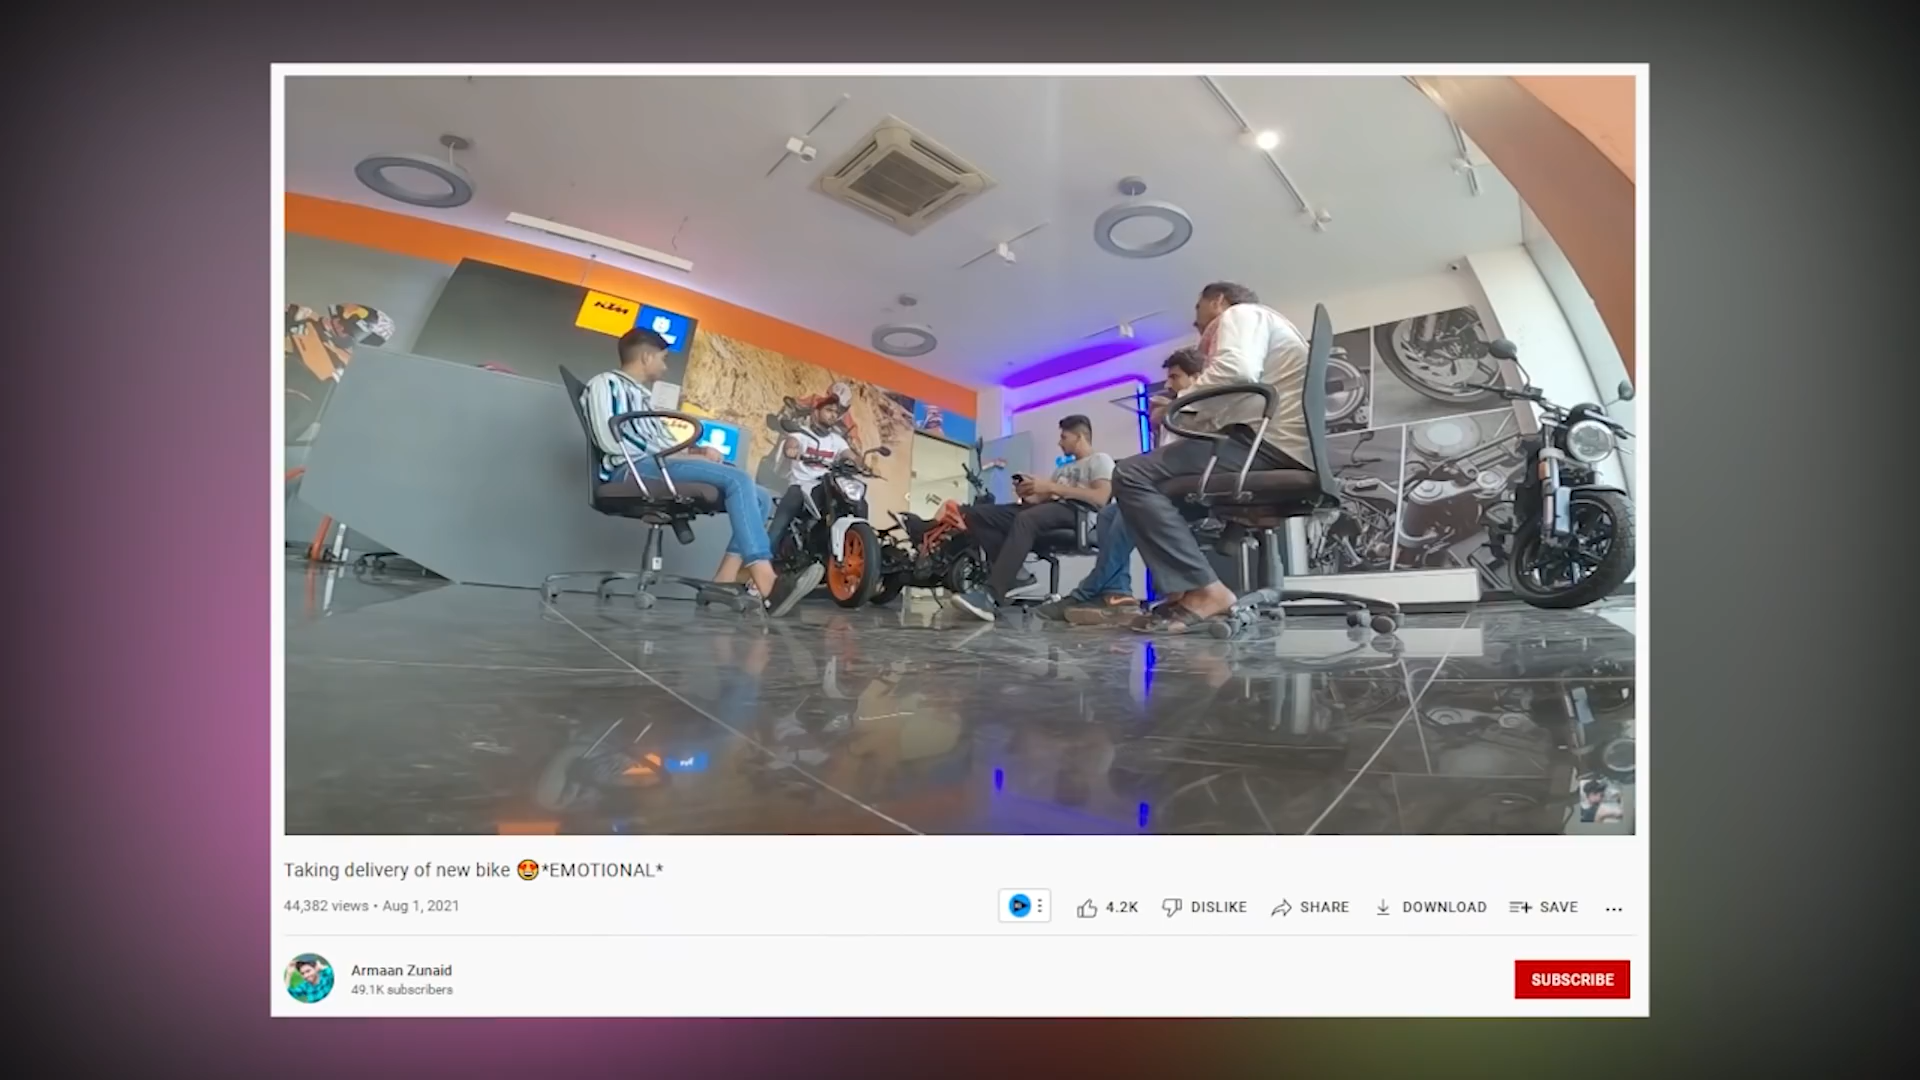 KTM
Taking delivery of new bike 🤩*EMOTIONAL*
44,382 views • Aug 1, 2021
4.2K
DISLIKE
SHARE
DOWNLOAD
SAVE
Armaan Zunaid
49.1K subscribers
SUBSCRIBE